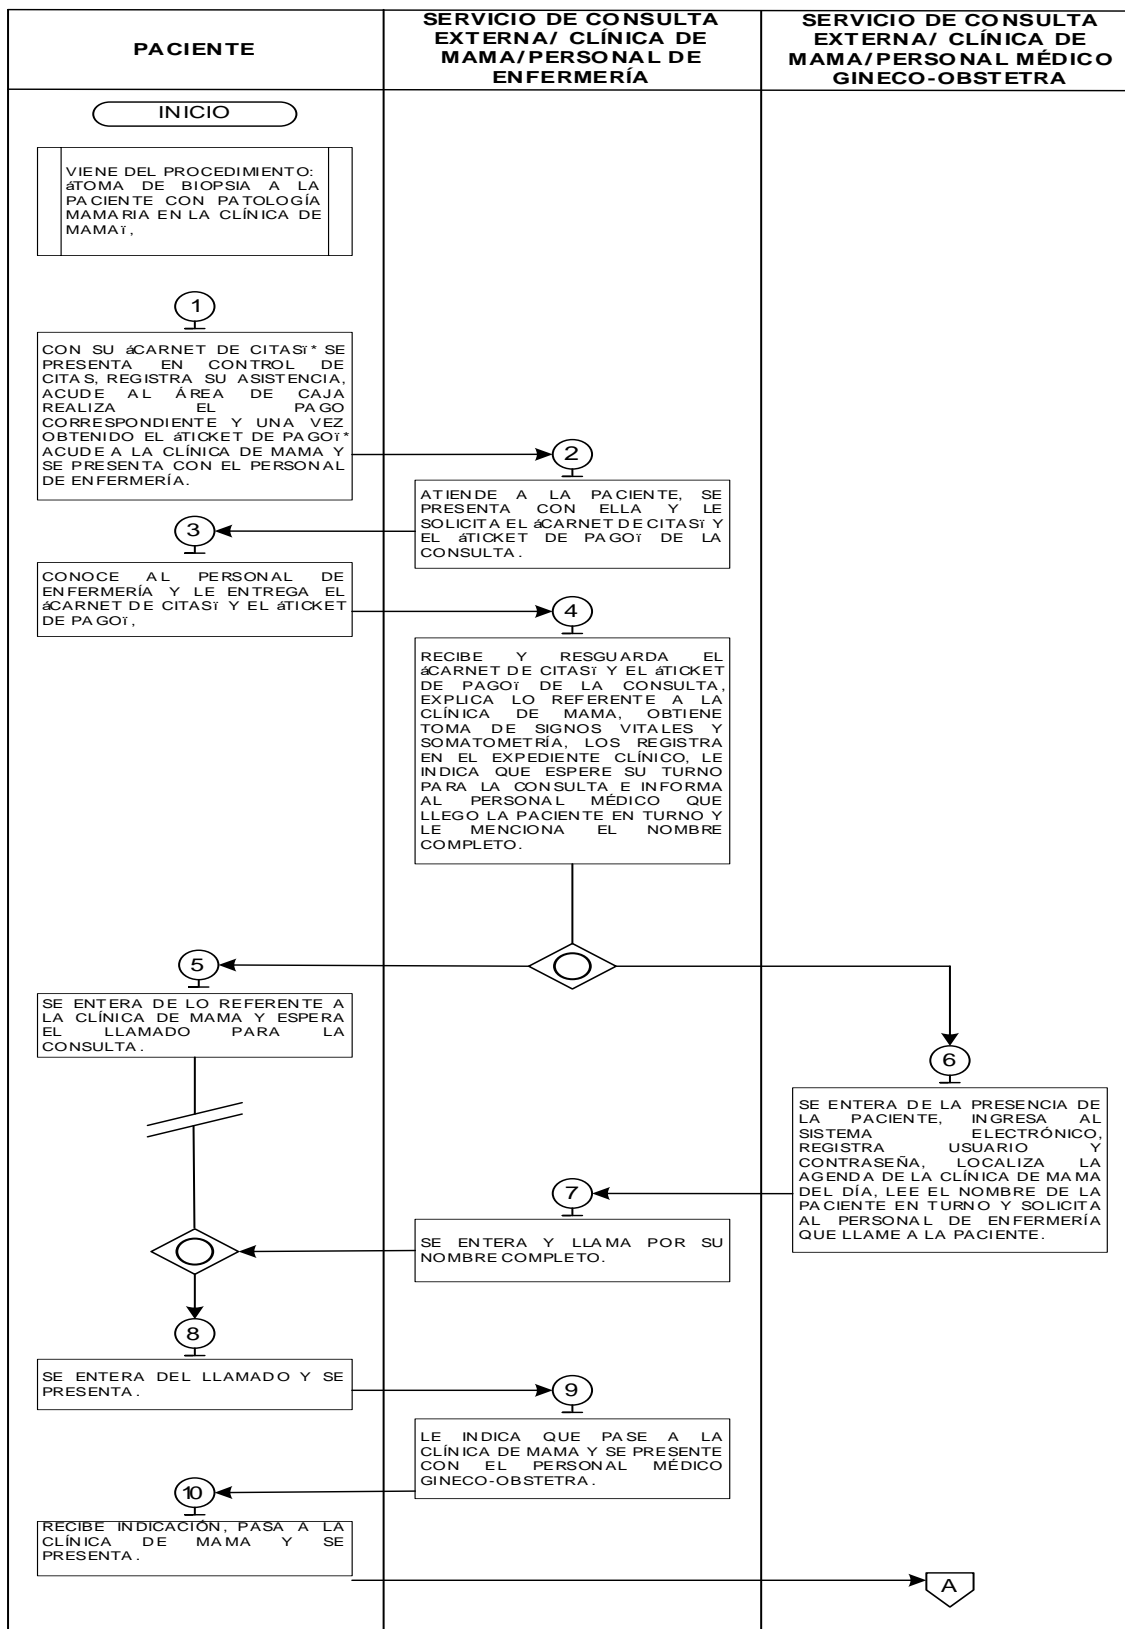 PACIENTE
SERVICIO DE CONSULTA
EXTERNA/ CLÍNICA DE
MAMA/PERSONAL DE
ENFERMERÍA
SERVICIO DE CONSULTA
EXTERNA/ CLÍNICA DE
MAMA/PERSONAL MÉDICO
GINECO-OBSTETRA
INICIO
VIENE DEL PROCEDIMIENTO:
áTOMA DE BIOPSIA A LA
PACIENTE CON PATOLOGÍA
MAMARIA EN LA CLÍNICA DE
MAMAï,
1
CON SU áCARNET DE CITASï* SE
PRESENTA EN CONTROL DE
CITAS, REGISTRA SU ASISTENCIA,
ACUDE AL ÁREA DE CAJA
REALIZA EL PAGO
CORRESPONDIENTE Y UNA VEZ
OBTENIDO EL áTICKET DE PAGOï*
ACUDE A LA CLÍNICA DE MAMA Y
SE PRESENTA CON EL PERSONAL
DE ENFERMERÍA.
2
ATIENDE A LA PACIENTE, SE
PRESENTA CON ELLA Y LE
SOLICITA EL áCARNET DE CITASï Y
EL áTICKET DE PAGOï DE LA
CONSULTA.
3
CONOCE AL PERSONAL DE
ENFERMERÍA Y LE ENTREGA EL
áCARNET DE CITASï Y EL áTICKET
DE PAGOï,
4
RECIBE Y RESGUARDA EL
áCARNET DE CITASï Y EL áTICKET
DE PAGOï DE LA CONSULTA,
EXPLICA LO REFERENTE A LA
CLÍNICA DE MAMA, OBTIENE
TOMA DE SIGNOS VITALES Y
SOMATOMETRÍA, LOS REGISTRA
EN EL EXPEDIENTE CLÍNICO, LE
INDICA QUE ESPERE SU TURNO
PARA LA CONSULTA E INFORMA
AL PERSONAL MÉDICO QUE
LLEGO LA PACIENTE EN TURNO Y
LE MENCIONA EL NOMBRE
COMPLETO.
5
SE ENTERA DE LO REFERENTE A
LA CLÍNICA DE MAMA Y ESPERA
EL LLAMADO PARA LA
CONSULTA.
6
SE ENTERA DE LA PRESENCIA DE
LA PACIENTE, INGRESA AL
SISTEMA ELECTRÓNICO,
REGISTRA USUARIO Y
CONTRASEÑA, LOCALIZA LA
AGENDA DE LA CLÍNICA DE MAMA
DEL DÍA, LEE EL NOMBRE DE LA
PACIENTE EN TURNO Y SOLICITA
AL PERSONAL DE ENFERMERÍA
QUE LLAME A LA PACIENTE.
7
SE ENTERA Y LLAMA POR SU
NOMBRE COMPLETO.
8
SE ENTERA DEL LLAMADO Y SE
PRESENTA.
9
LE INDICA QUE PASE A LA
CLÍNICA DE MAMA Y SE PRESENTE
CON EL PERSONAL MÉDICO
GINECO-OBSTETRA.
10
RECIBE INDICACIÓN, PASA A LA
CLÍNICA DE MAMA Y SE
PRESENTA.
A